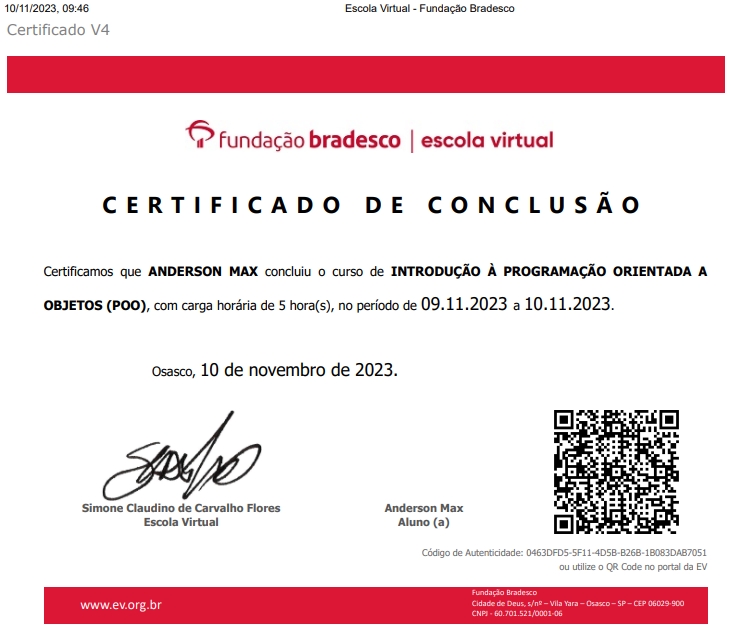 10/11/2023, 09:46
Escola Virtual - Fundação Bradesco
Certificado V4
fundação bradesco | escola virtual
CERTIFICADO DE CONCLUSÃO
Certificamos que ANDERSON MAX concluiu o curso de INTRODUÇÃO À PROGRAMAÇÃO ORIENTADA A
OBJETOS (POO), com carga horária de 5 hora(s), no período de 09.11.2023 a 10.11.2023.
Osasco, 10 de novembro de 2023.
Simone Claudino de Carvalho Flores
Escola Virtual
Anderson Max
Aluno (a)
Código de Autenticidade: 0463DFD5-5F11-4D5B-B26B-1B083DAB7051
ou utilize o QR Code no portal da EV
www.ev.org.br
Fundação Bradesco
Cidade de Deus, s/nº – Vila Yara – Osasco – SP – CEP 06029-900
CNPJ - 60.701.521/0001-06